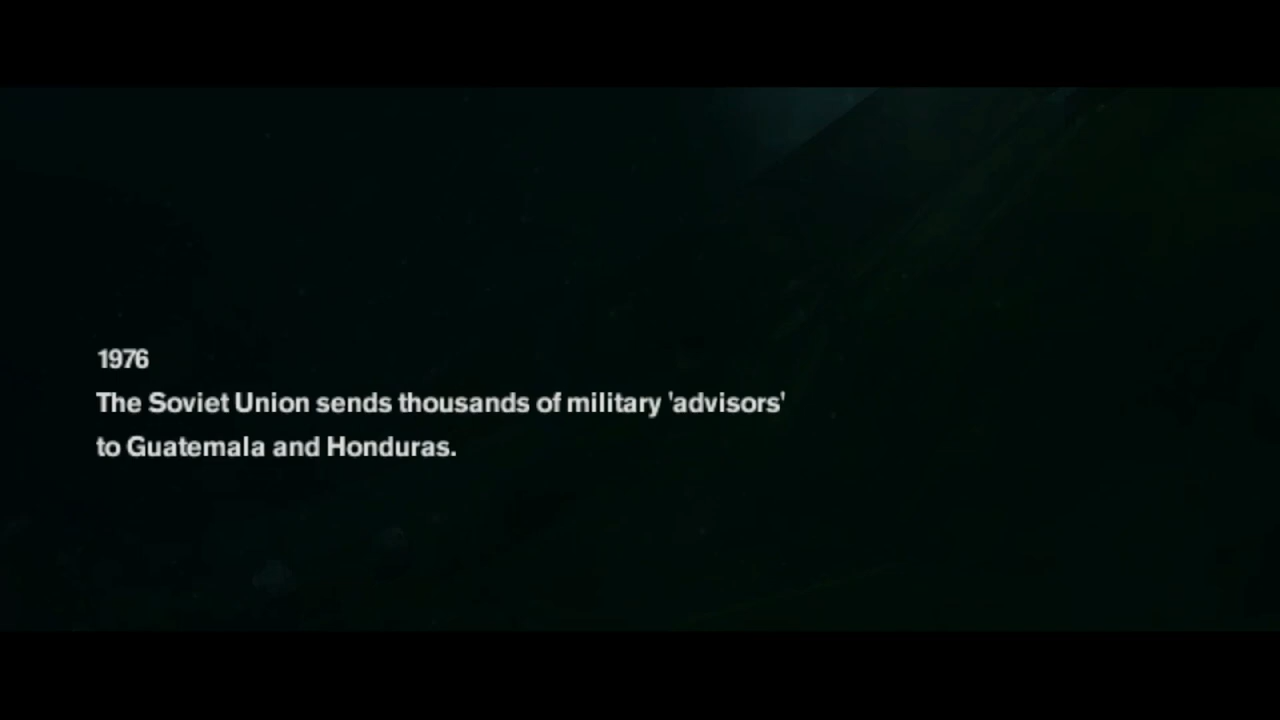 1976
The Soviet Union sends thousands of military 'advisors'
to Guatemala and Honduras.